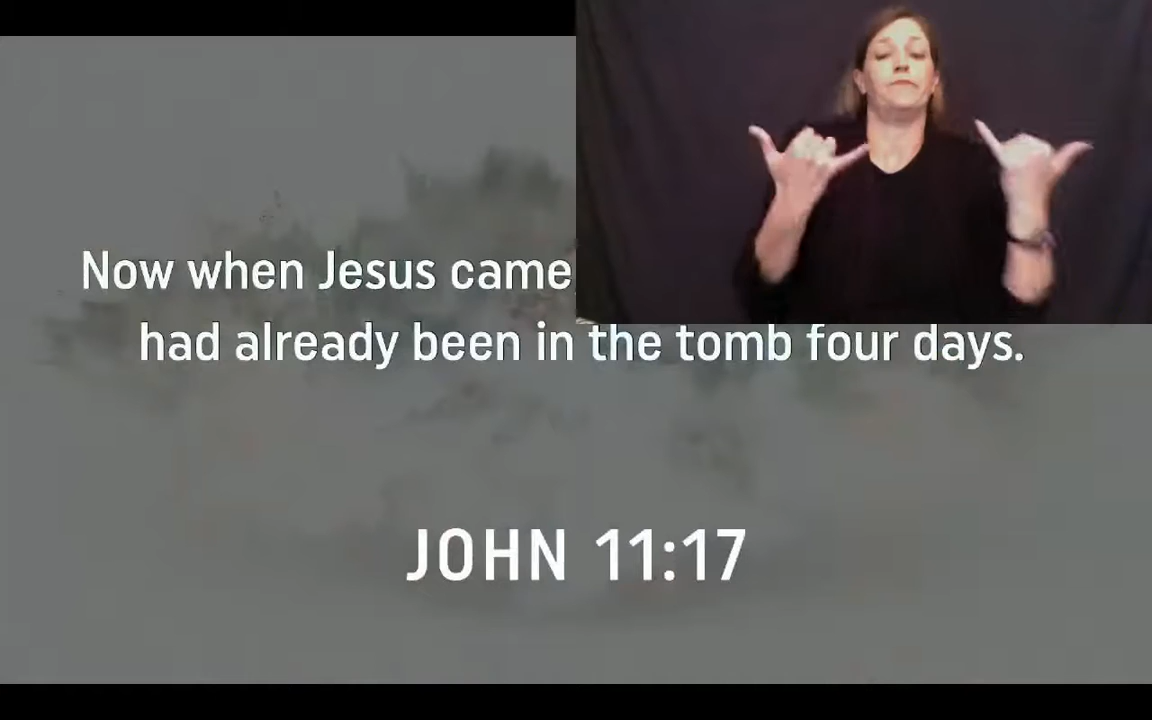 Now when Jesus came
had already been in the tomb four days.
JOHN 11:17